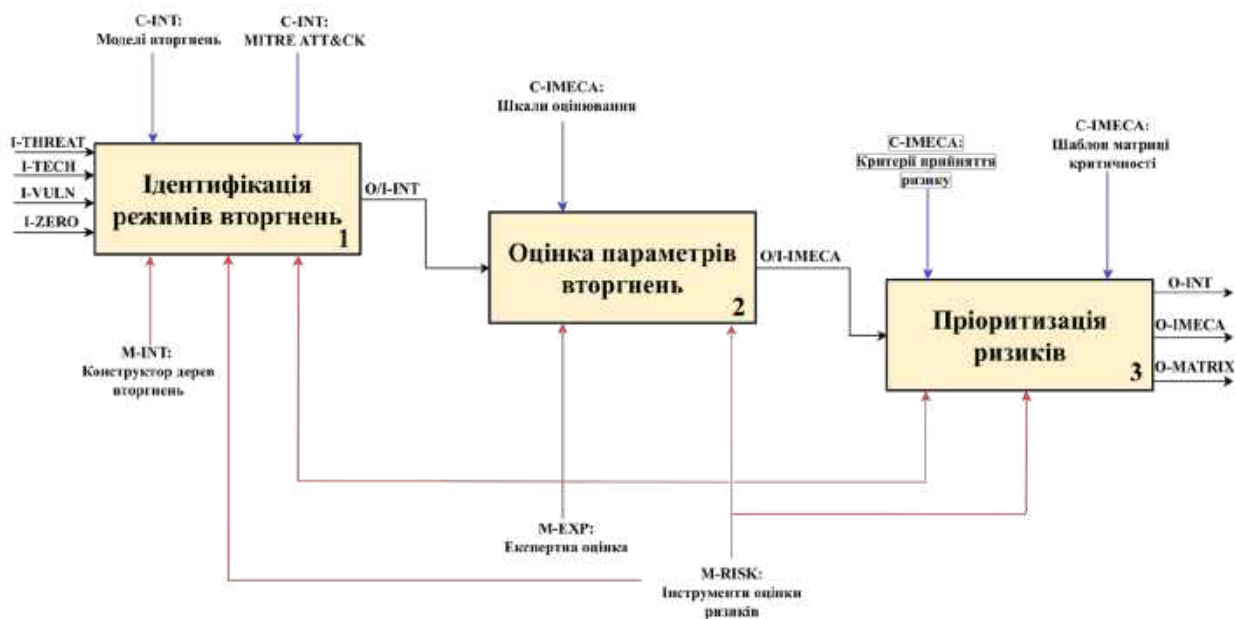 C-INT:
Моделі вторгнень
C-INT:
MITRE ATT&CK
C-IMECA:
Шкали оцінювання
C-IMECA:
Критерії прийняття
ризику
C-IMECA:
Шаблон матриці
критичності
I-THREAT
I-TECH
I-VULN
I-ZERO
Ідентифікація
режимів вторгнень
1
O/I-INT
Оцінка параметрів
вторгнень
2
O/I-IMECA
Пріоритизація
ризиків
3
O-INT
O-IMECA
O-MATRIX
M-INT:
Конструктор дерев
вторгнень
M-EXP:
Експертна оцінка
M-RISK:
Інструменти оцінки
ризиків